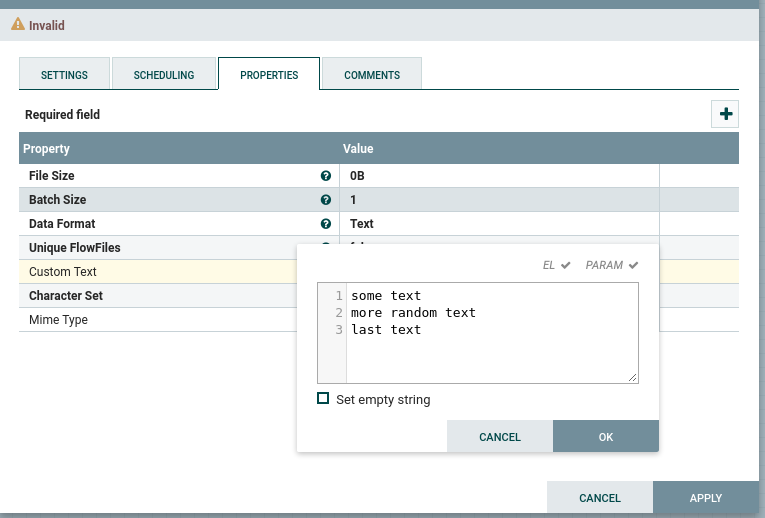 Invalid
SETTINGS SCHEDULING PROPERTIES COMMENTS
Required field
Property Value
File Size 0B
Batch Size 1
Data Format Text
Unique FlowFiles
Custom Text
Character Set
Mime Type
EL PARAM
1 some text
2 more random text
3 last text
Set empty string
CANCEL OK
CANCEL APPLY